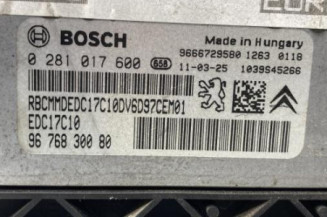 BOSCH
Made in Hungary
9666729580 1263 0118
0 281 017 600 658 11-03-25 1039S45266
RBCMMDEDC17C10DV6D97CEM01
EDC17C10
96 768 300 80